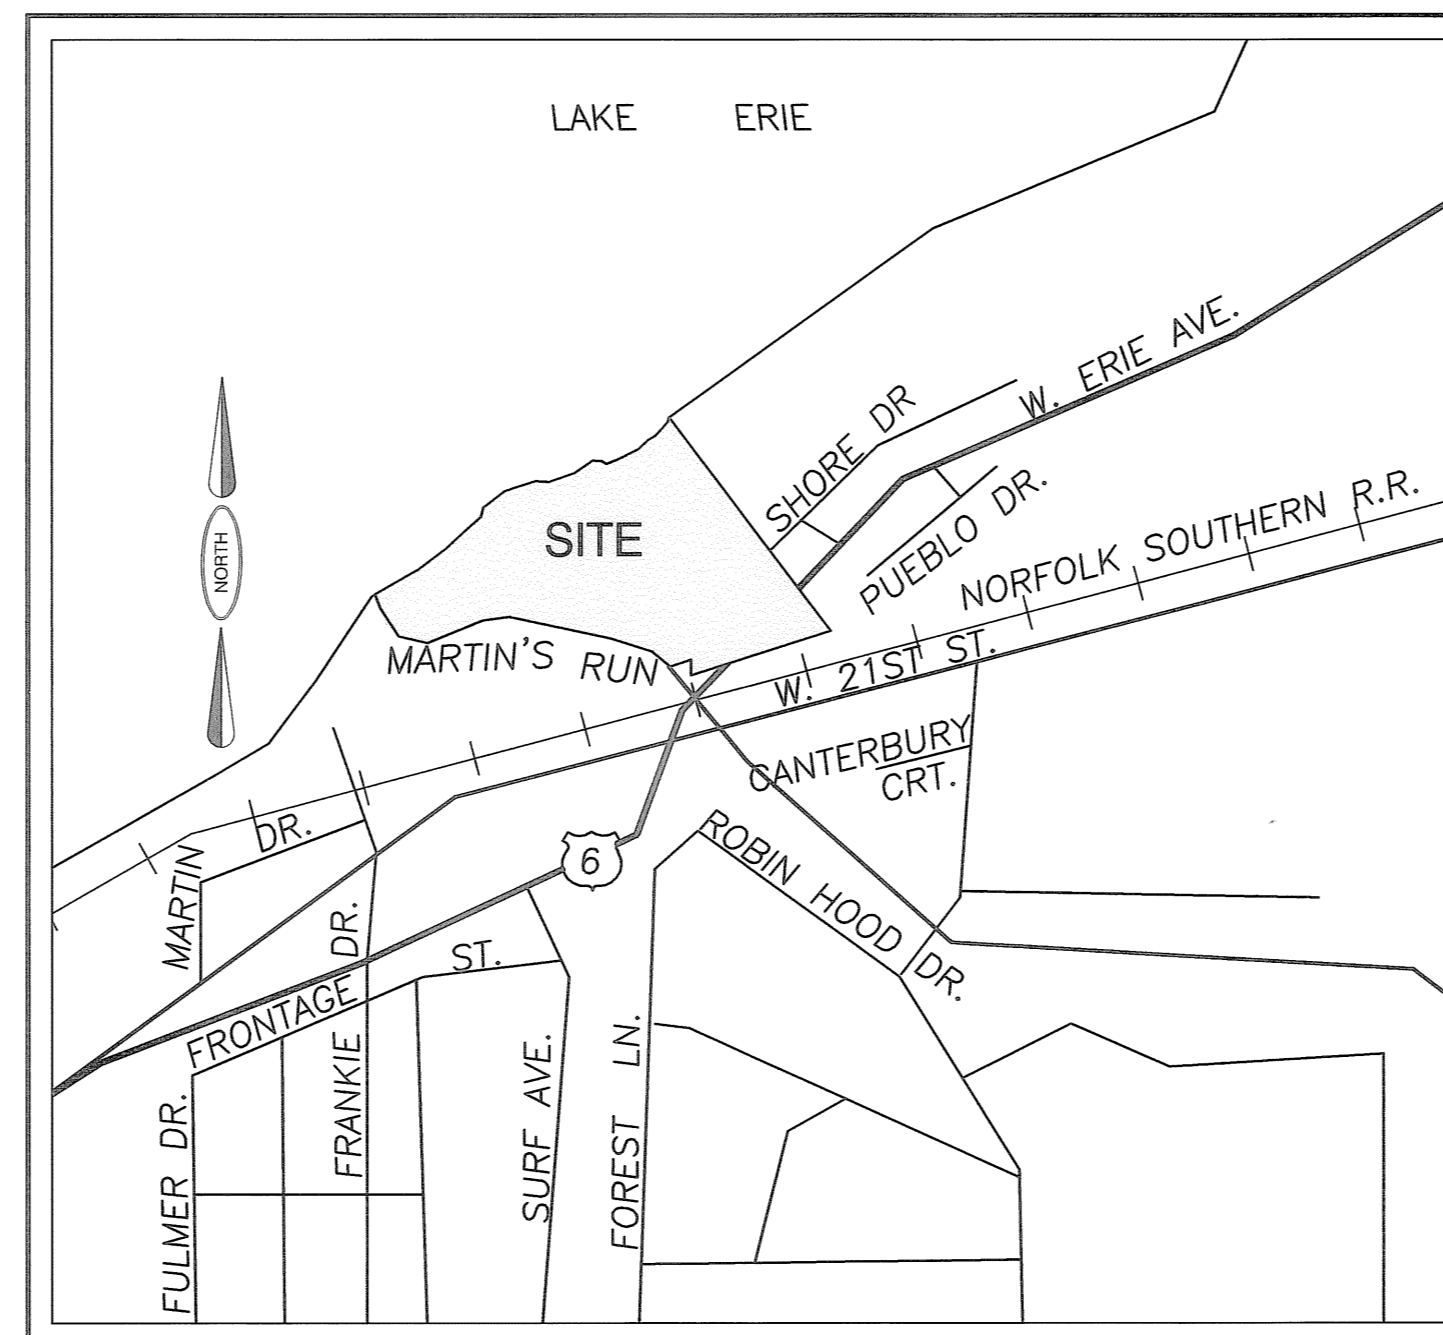 LAKE ERIE
W. ERIE AVE.
SHORE DR
PUEBLO DR.
NORFOLK SOUTHERN R.R.
SITE
NORTH
MARTIN'S RUN
W. 21ST ST.
CANTERBURY
CRT.
MARTIN DR.
6
ROBIN HOOD DR.
FRONTAGE ST.
FRANKIE DR.
SURF AVE.
FOREST LN.
FULMER DR.